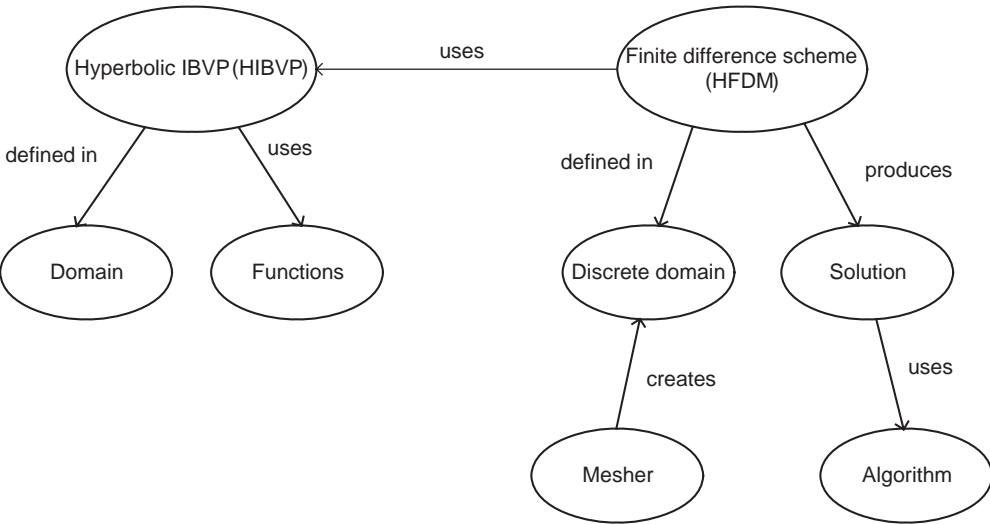 uses
Hyperbolic IBVP (HIBVP)
Finite difference scheme
(HFDM)
defined in
uses
defined in
produces
Domain
Functions
Discrete domain
Solution
creates
uses
Mesher
Algorithm